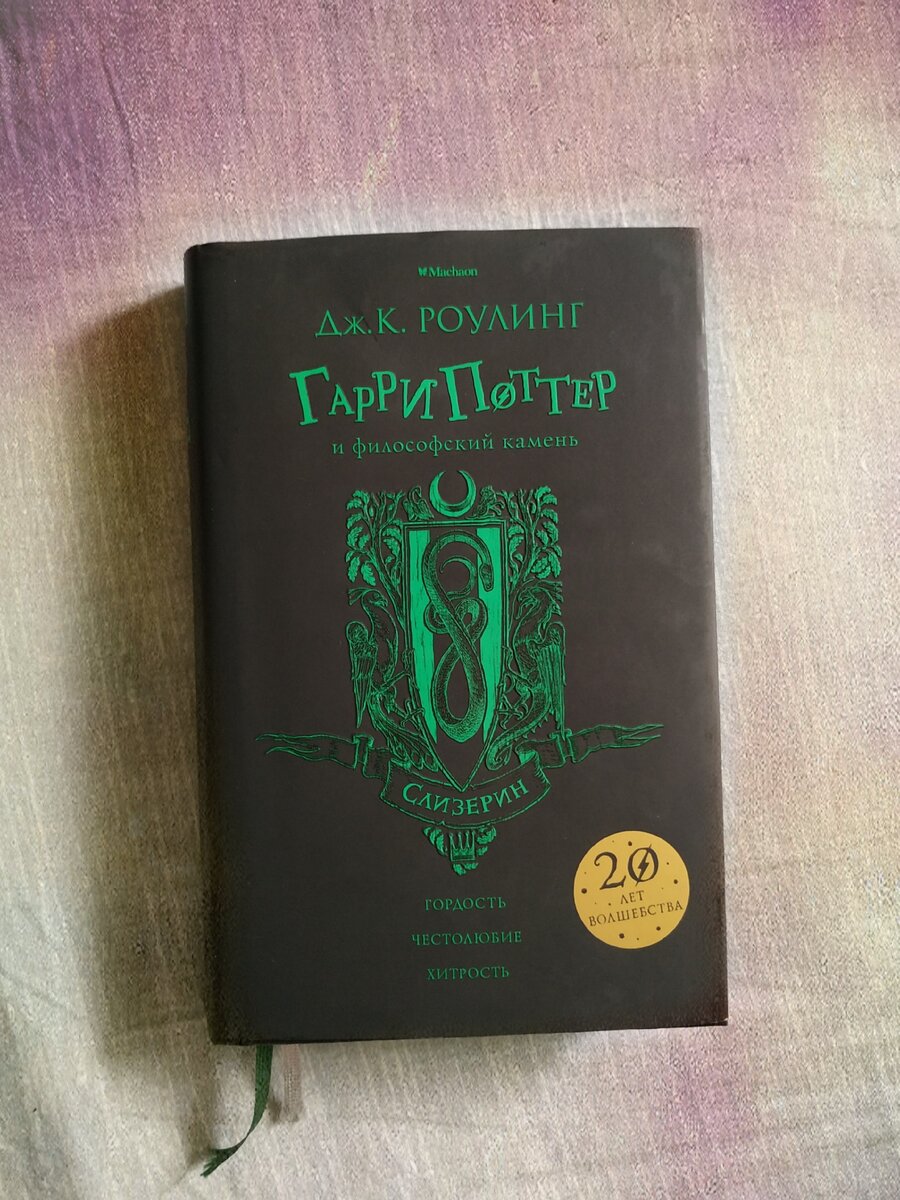 Machaon
Дж.К. РОУЛИНГ
ГАРРИ ПОТТЕР
и философский камень
СЛИЗЕРИН
ГОРДОСТЬ
ЧЕСТОЛЮБИЕ
ХИТРОСТЬ
20
ЛЕТ
ВОЛШЕБСТВА